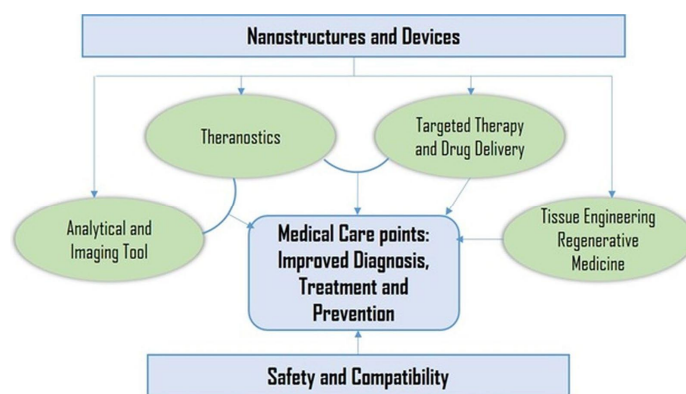 Nanostructures and Devices
Theranostics
Targeted Therapy
and Drug Delivery
Analytical and
Imaging Tool
Medical Care points:
Improved Diagnosis,
Treatment and
Prevention
Tissue Engineering
Regenerative
Medicine
Safety and Compatibility